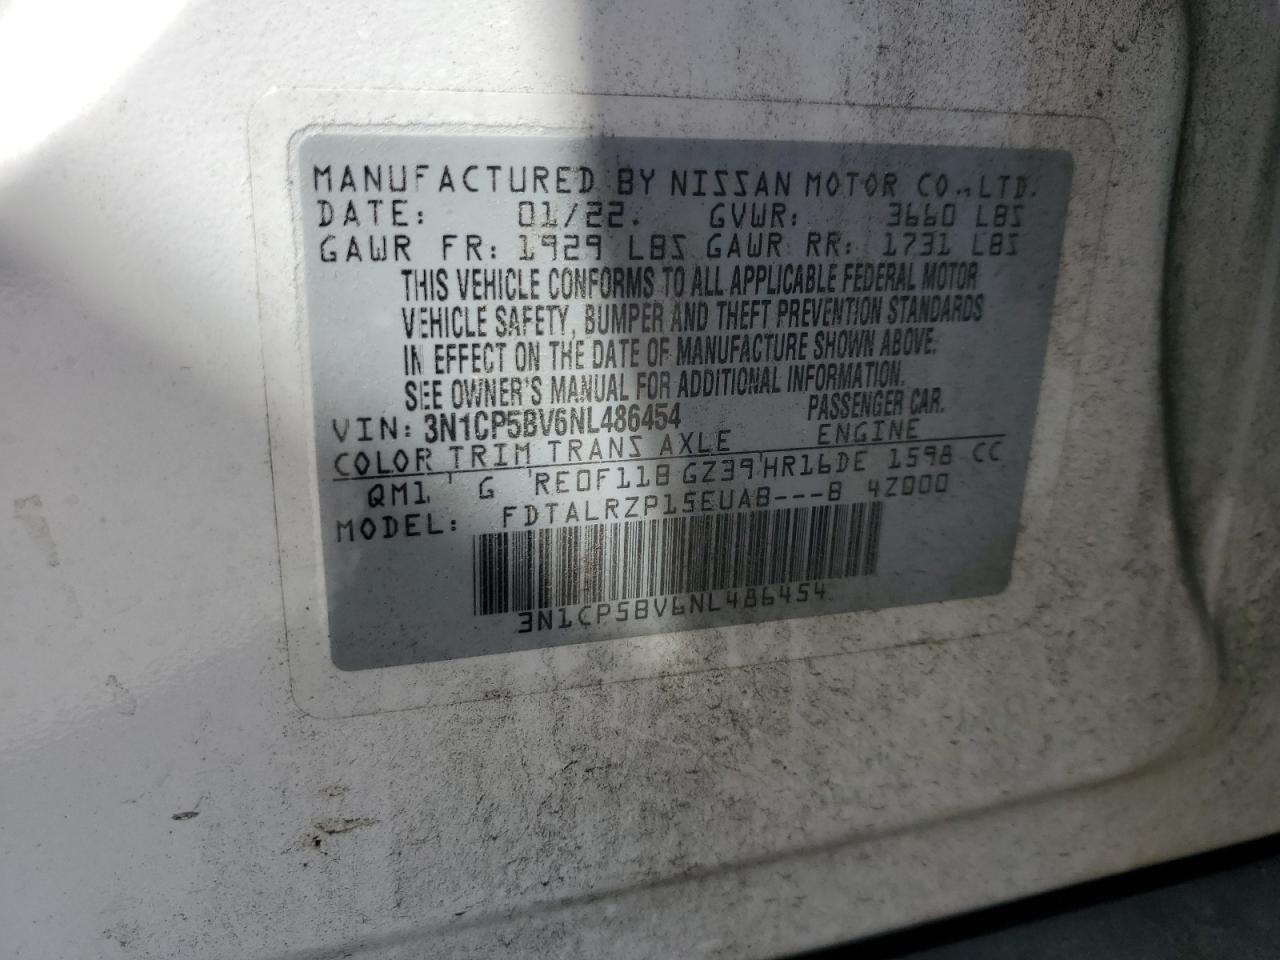 MANUFACTURED BY NISSAN MOTOR CO.,LTD.
DATE: 01/22. GVWR: 3660 LBS
GAWR FR: 1929 LBS GAWR RR: 1731 LBS
THIS VEHICLE CONFORMS TO ALL APPLICABLE FEDERAL MOTOR
VEHICLE SAFETY, BUMPER AND THEFT PREVENTION STANDARDS
IN EFFECT ON THE DATE OF MANUFACTURE SHOWN ABOVE.
SEE OWNER'S MANUAL FOR ADDITIONAL INFORMATION.
VIN: 3N1CP5BV6NL486454 PASSENGER CAR.
COLOR TRIM TRANS AXLE ENGINE
QM1 G RE0F11B GZ39 HR16DE 1598 CC
MODEL: FDTALRZP15EUAB---B 4Z000
3N1CP5BV6NL486454